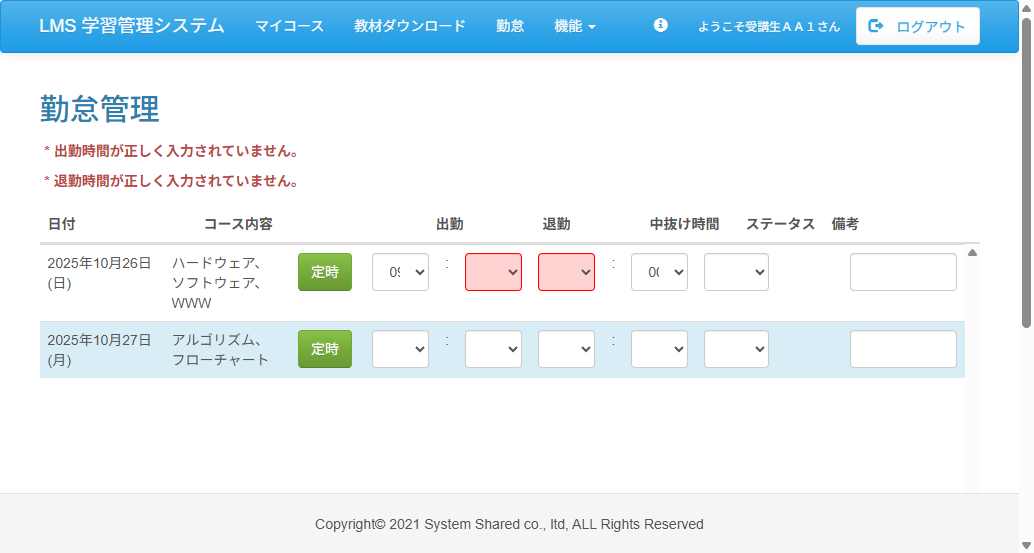 LMS 学習管理システム マイコース 教材ダウンロード 勤怠 機能 ようこそ受講生ＡＡ１さん ログアウト
勤怠管理
* 出勤時間が正しく入力されていません。
* 退勤時間が正しく入力されていません。
日付 コース内容 出勤 退勤 中抜け時間 ステータス 備考
2025年10月26日 ハードウェア、 定時 09 : : 00
(日) ソフトウェア、
WWW
2025年10月27日 アルゴリズム、 定時 : :
(月) フローチャート
Copyright© 2021 System Shared co., ltd, ALL Rights Reserved